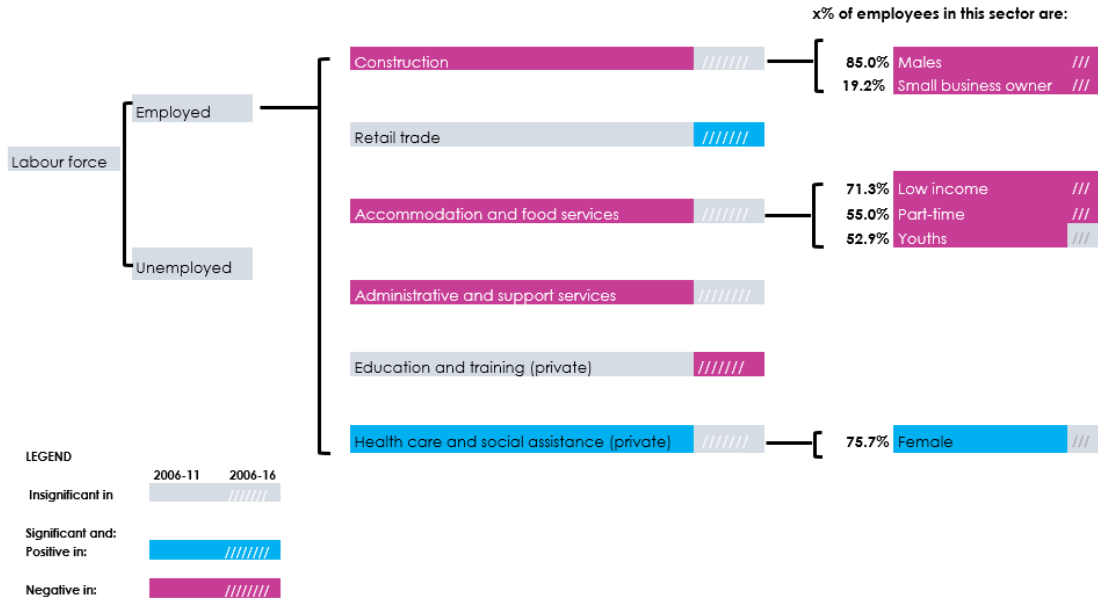 x% of employees in this sector are:
Construction ///////
85.0% Males ///
19.2% Small business owner ///
Employed
Retail trade ///////
Labour force
71.3% Low income ///
Accommodation and food services ///////
55.0% Part-time ///
52.9% Youths ///
Unemployed
Administrative and support services ////////
Education and training (private) ///////
Health care and social assistance (private) ///////
75.7% Female ///
LEGEND
2006-11 2006-16
Insignificant in ///////
Significant and:
Positive in: ////////
Negative in: ////////